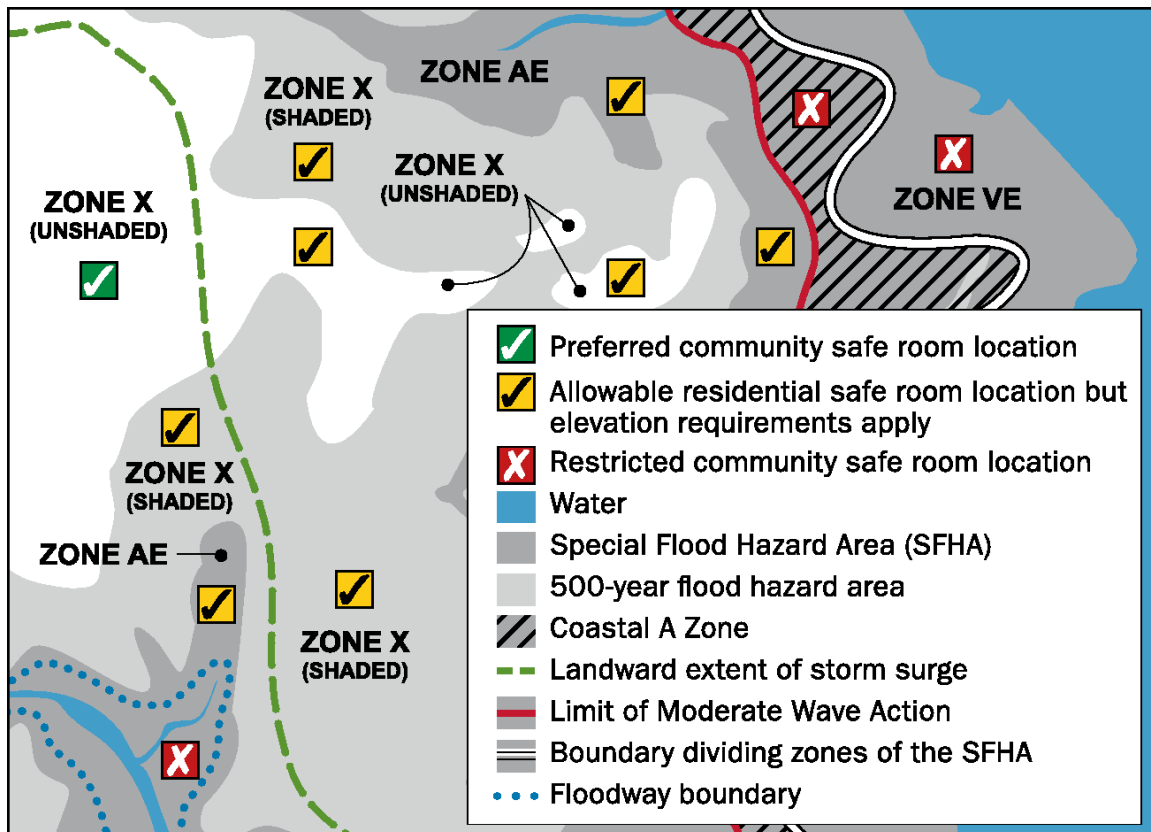 ZONE AE
ZONE X
(SHADED)
ZONE X
(UNSHADED)
ZONE X
(UNSHADED)
ZONE VE
ZONE X
(SHADED)
ZONE AE
ZONE X
(SHADED)
Preferred community safe room location
Allowable residential safe room location but
elevation requirements apply
Restricted community safe room location
Water
Special Flood Hazard Area (SFHA)
500-year flood hazard area
Coastal A Zone
Landward extent of storm surge
Limit of Moderate Wave Action
Boundary dividing zones of the SFHA
Floodway boundary